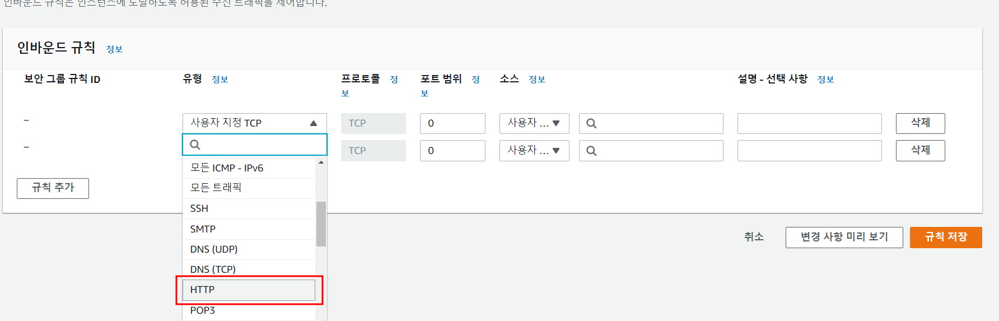 인바운드 규칙은 인스턴스에 도달하도록 허용된 수신 트래픽을 제어합니다.
인바운드 규칙 정보
보안 그룹 규칙 ID 유형 정보 프로토콜 정보 포트 범위 정보 소스 정보 설명 - 선택 사항 정보
– 사용자 지정 TCP TCP 0 사용자 ... 삭제
– TCP 0 사용자 ... 삭제
모든 ICMP - IPv6
모든 트래픽
규칙 추가
SSH
SMTP
DNS (UDP)
DNS (TCP)
HTTP
POP3
취소 변경 사항 미리 보기 규칙 저장